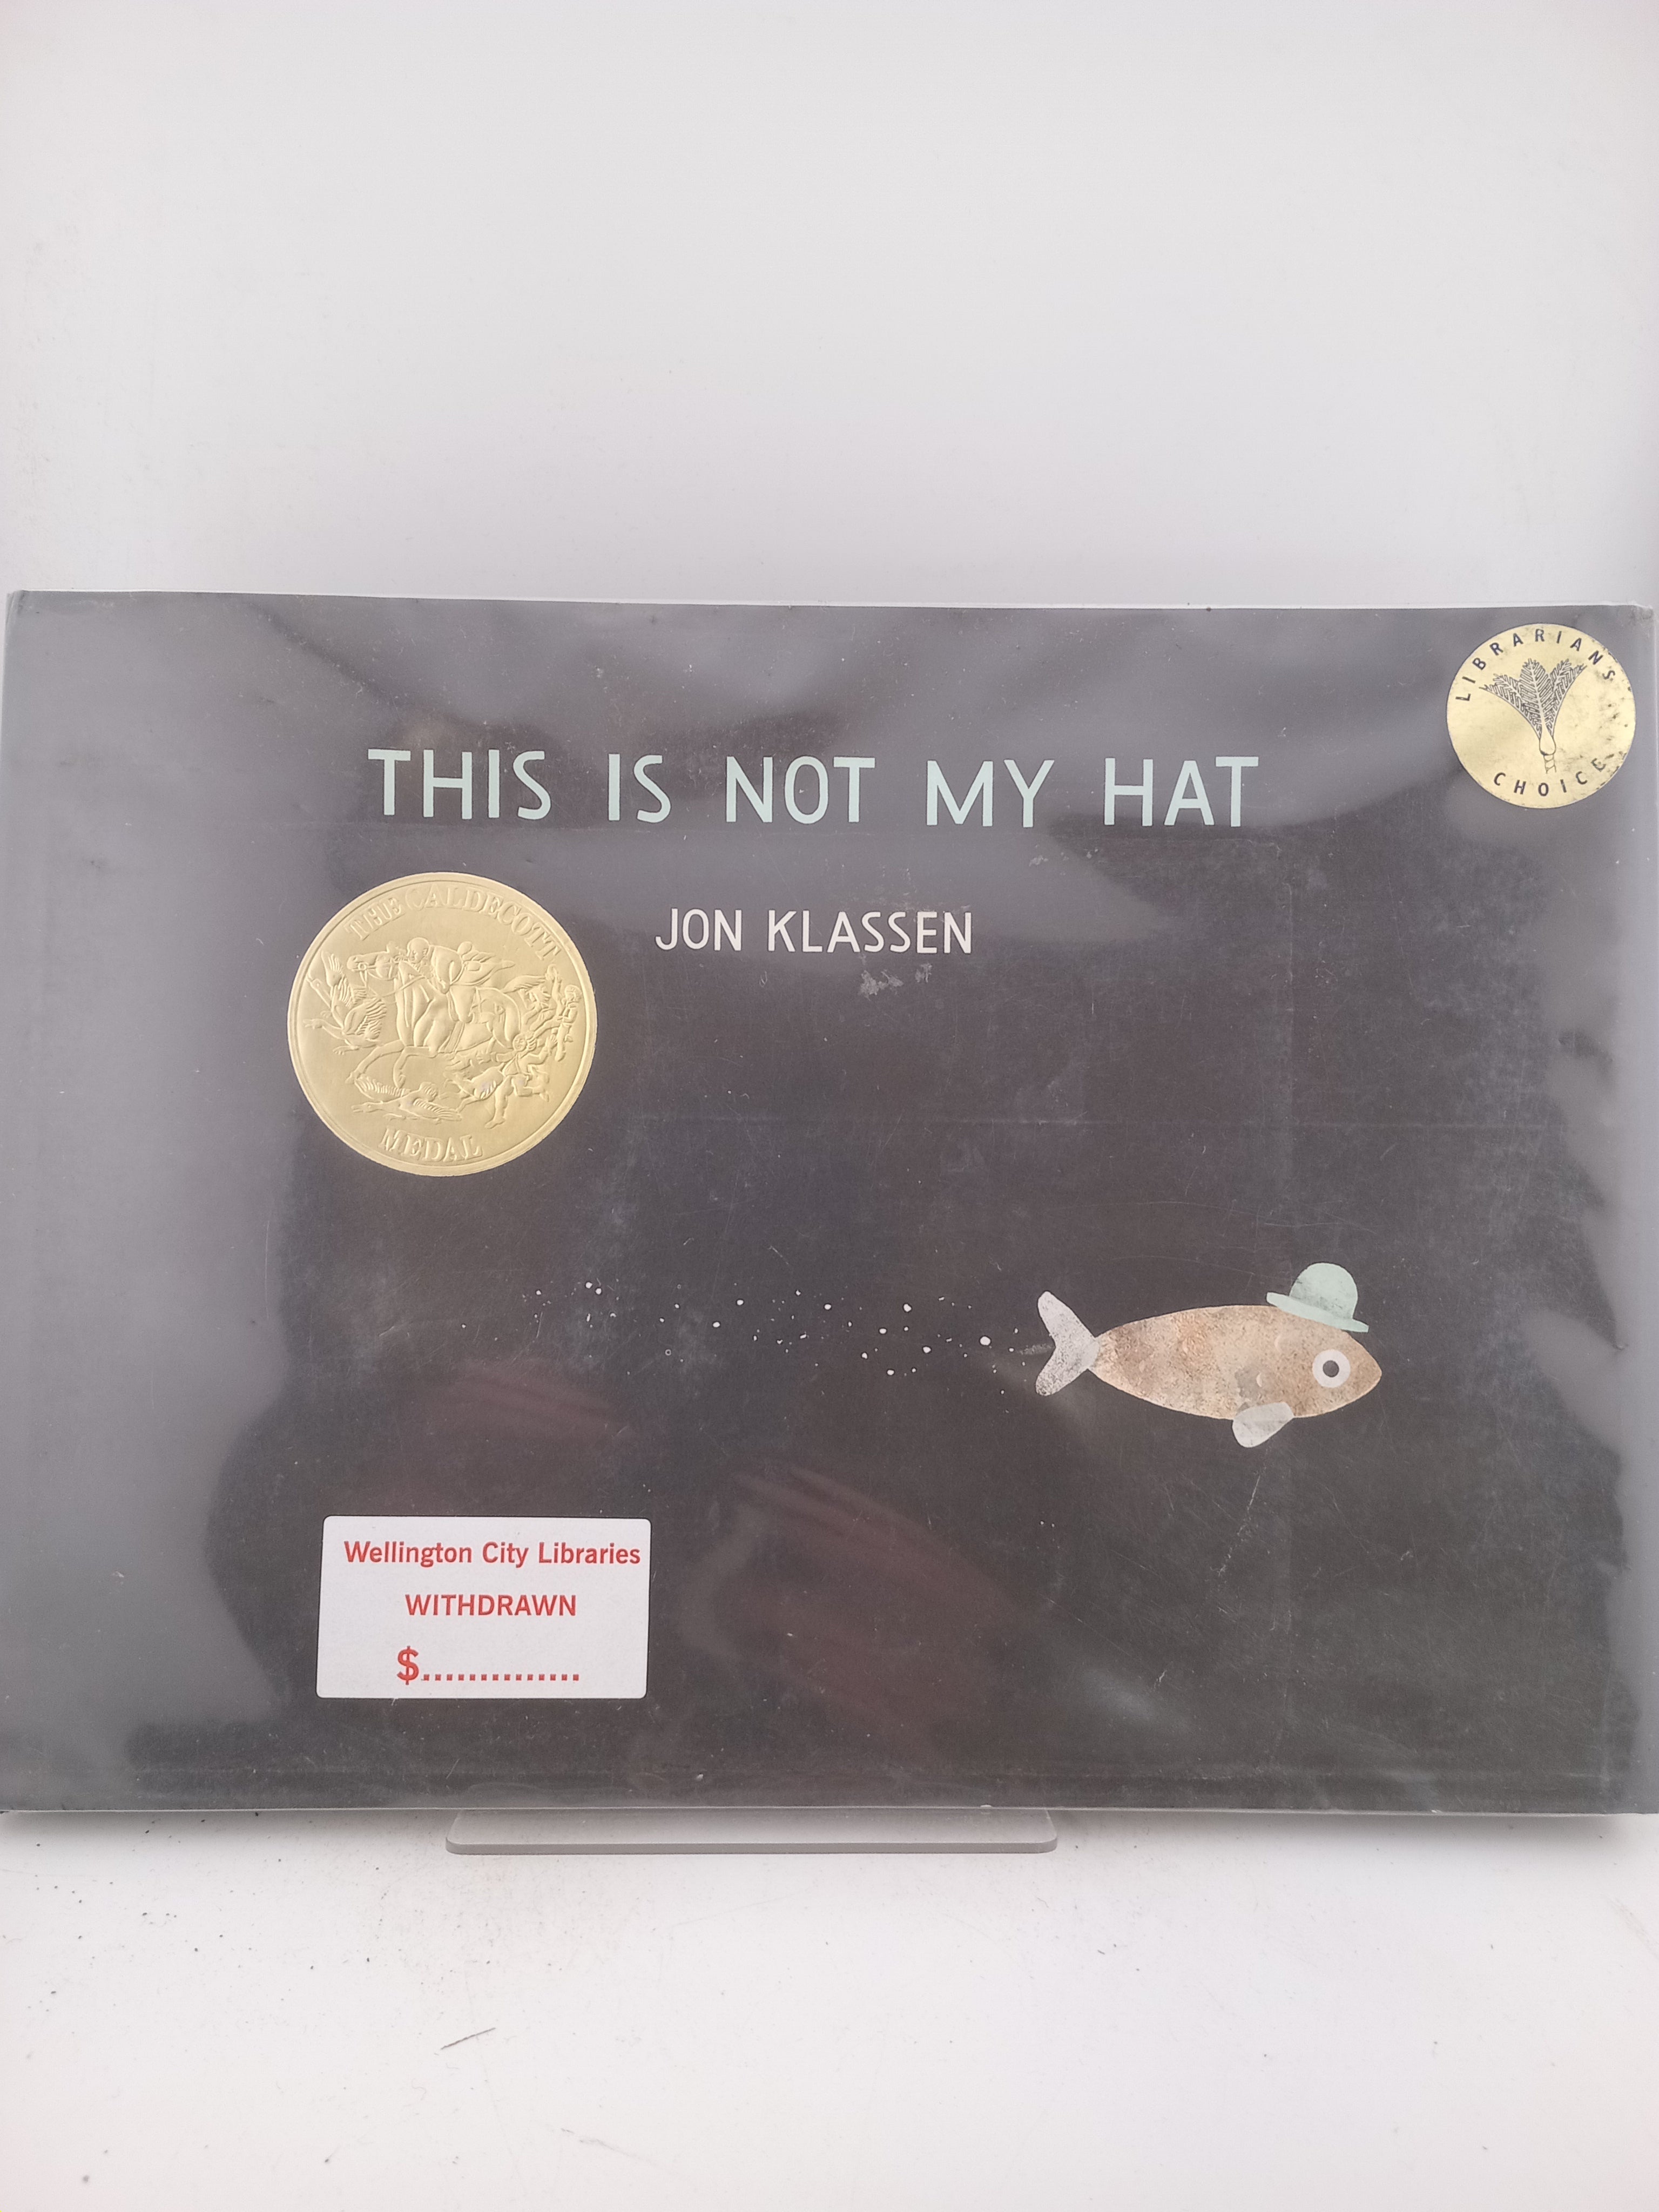 LIBRARIANS'
CHOICE
THIS IS NOT MY HAT
JON KLASSEN
THE CALDECOTT
MEDAL
Wellington City Libraries
WITHDRAWN
$..............